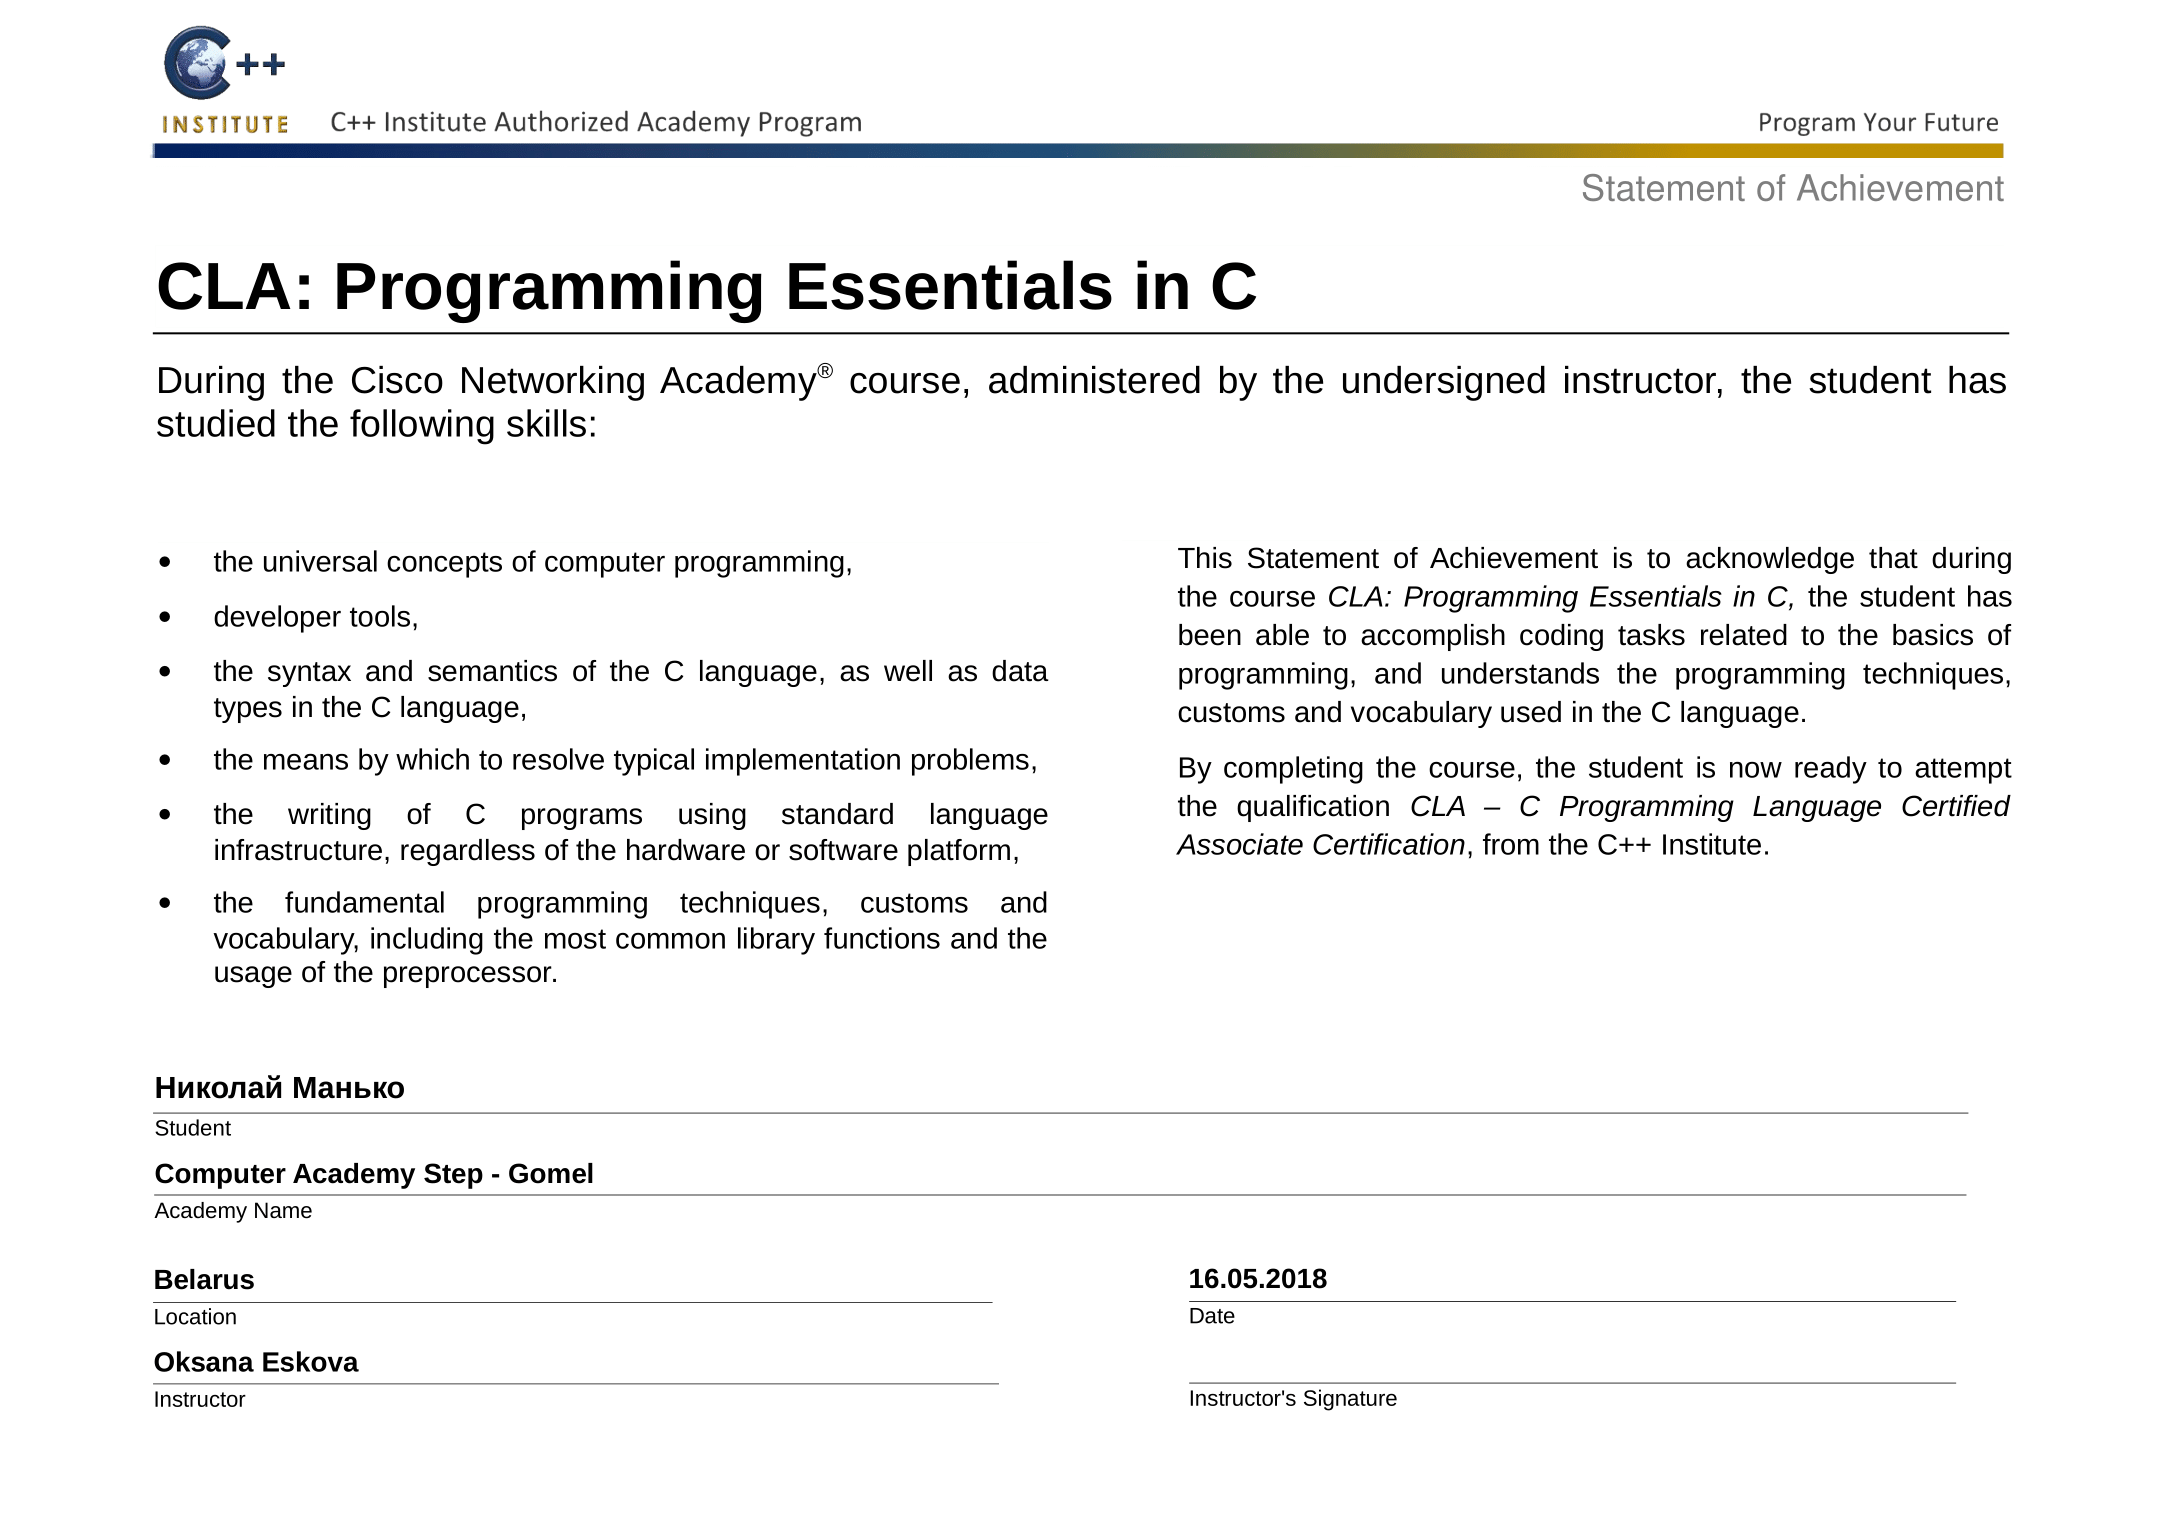 C++
INSTITUTE
C++ Institute Authorized Academy Program
Program Your Future
Statement of Achievement
CLA: Programming Essentials in C
During the Cisco Networking Academy® course, administered by the undersigned instructor, the student has
studied the following skills:
• the universal concepts of computer programming,
• developer tools,
• the syntax and semantics of the C language, as well as data
types in the C language,
• the means by which to resolve typical implementation problems,
• the writing of C programs using standard language
infrastructure, regardless of the hardware or software platform,
• the fundamental programming techniques, customs and
vocabulary, including the most common library functions and the
usage of the preprocessor.
This Statement of Achievement is to acknowledge that during
the course CLA: Programming Essentials in C, the student has
been able to accomplish coding tasks related to the basics of
programming, and understands the programming techniques,
customs and vocabulary used in the C language.
By completing the course, the student is now ready to attempt
the qualification CLA – C Programming Language Certified
Associate Certification, from the C++ Institute.
Николай Манько
Student
Computer Academy Step - Gomel
Academy Name
Belarus
Location
16.05.2018
Date
Oksana Eskova
Instructor
Instructor's Signature